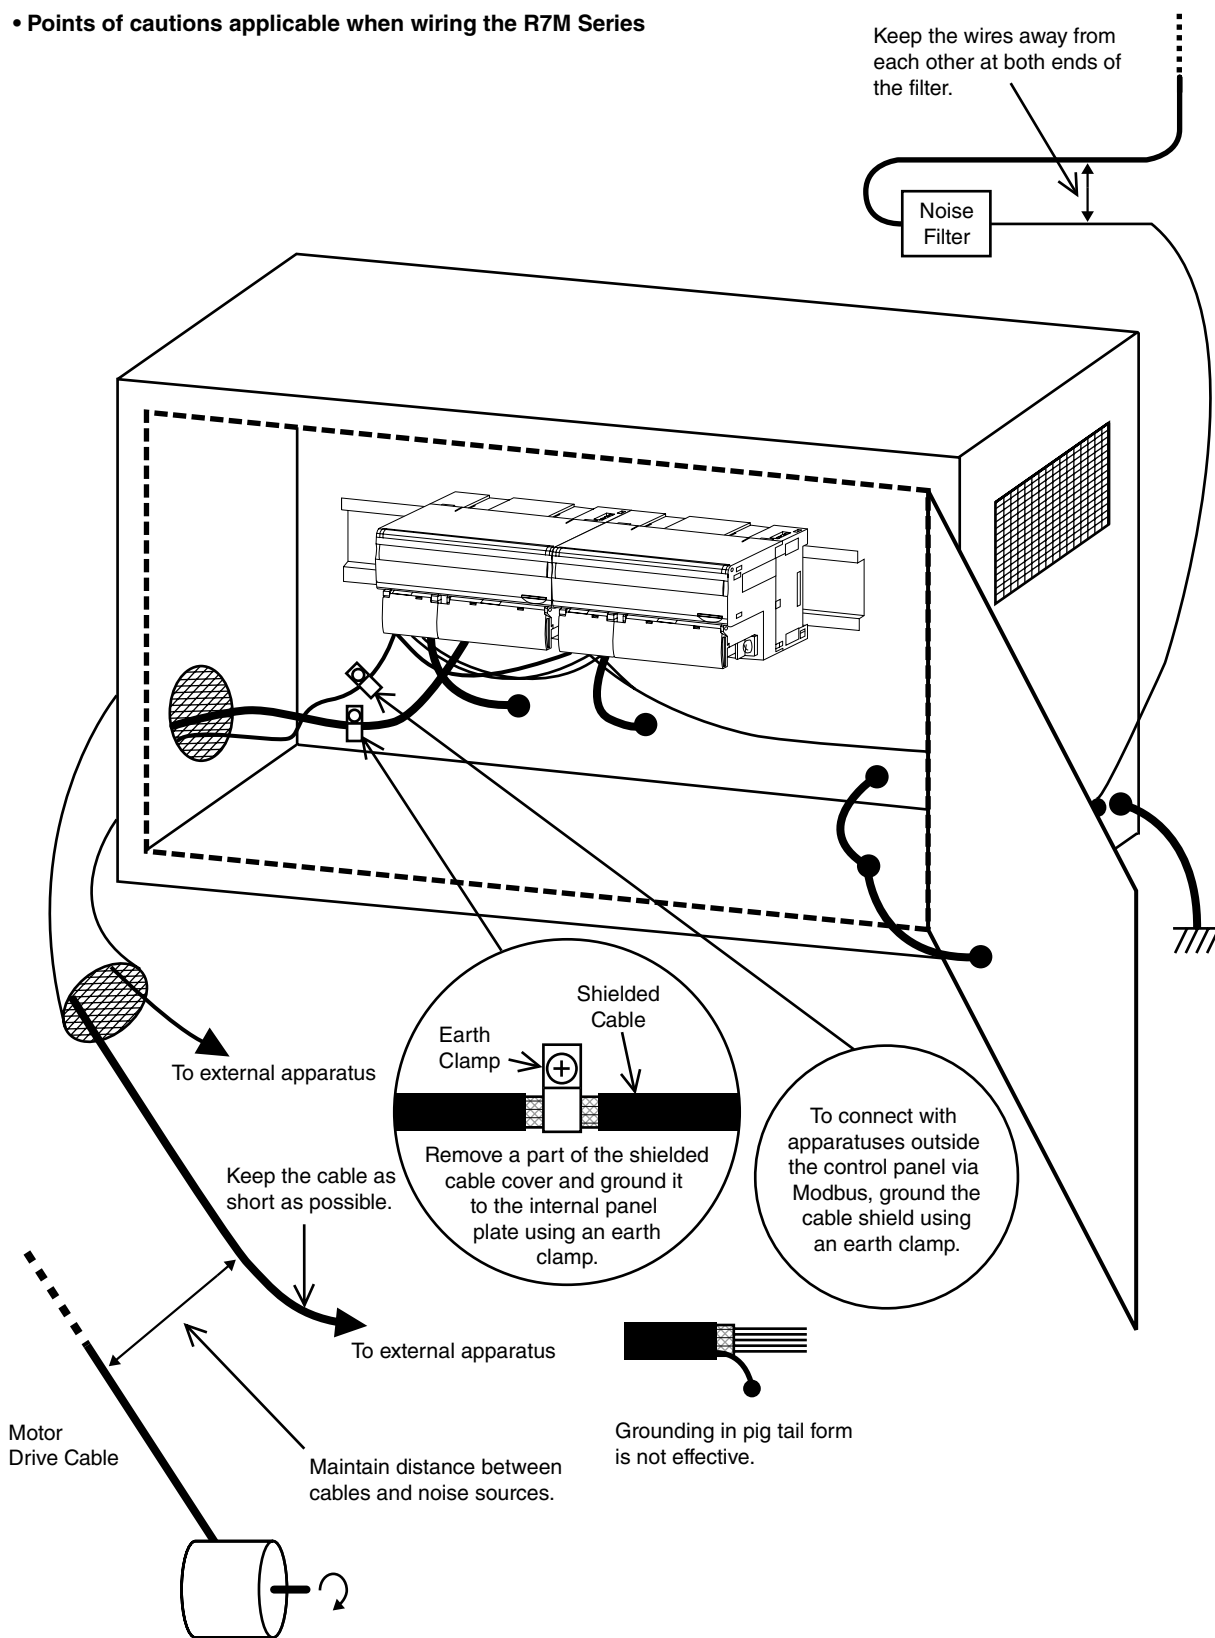 • Points of cautions applicable when wiring the R7M Series
Keep the wires away from
each other at both ends of
the filter.
Noise
Filter
Shielded
Cable
Earth
Clamp
Remove a part of the shielded
cable cover and ground it
to the internal panel
plate using an earth
clamp.
To connect with
apparatuses outside
the control panel via
Modbus, ground the
cable shield using
an earth clamp.
To external apparatus
Keep the cable as
short as possible.
To external apparatus
Motor
Drive Cable
Maintain distance between
cables and noise sources.
Grounding in pig tail form
is not effective.